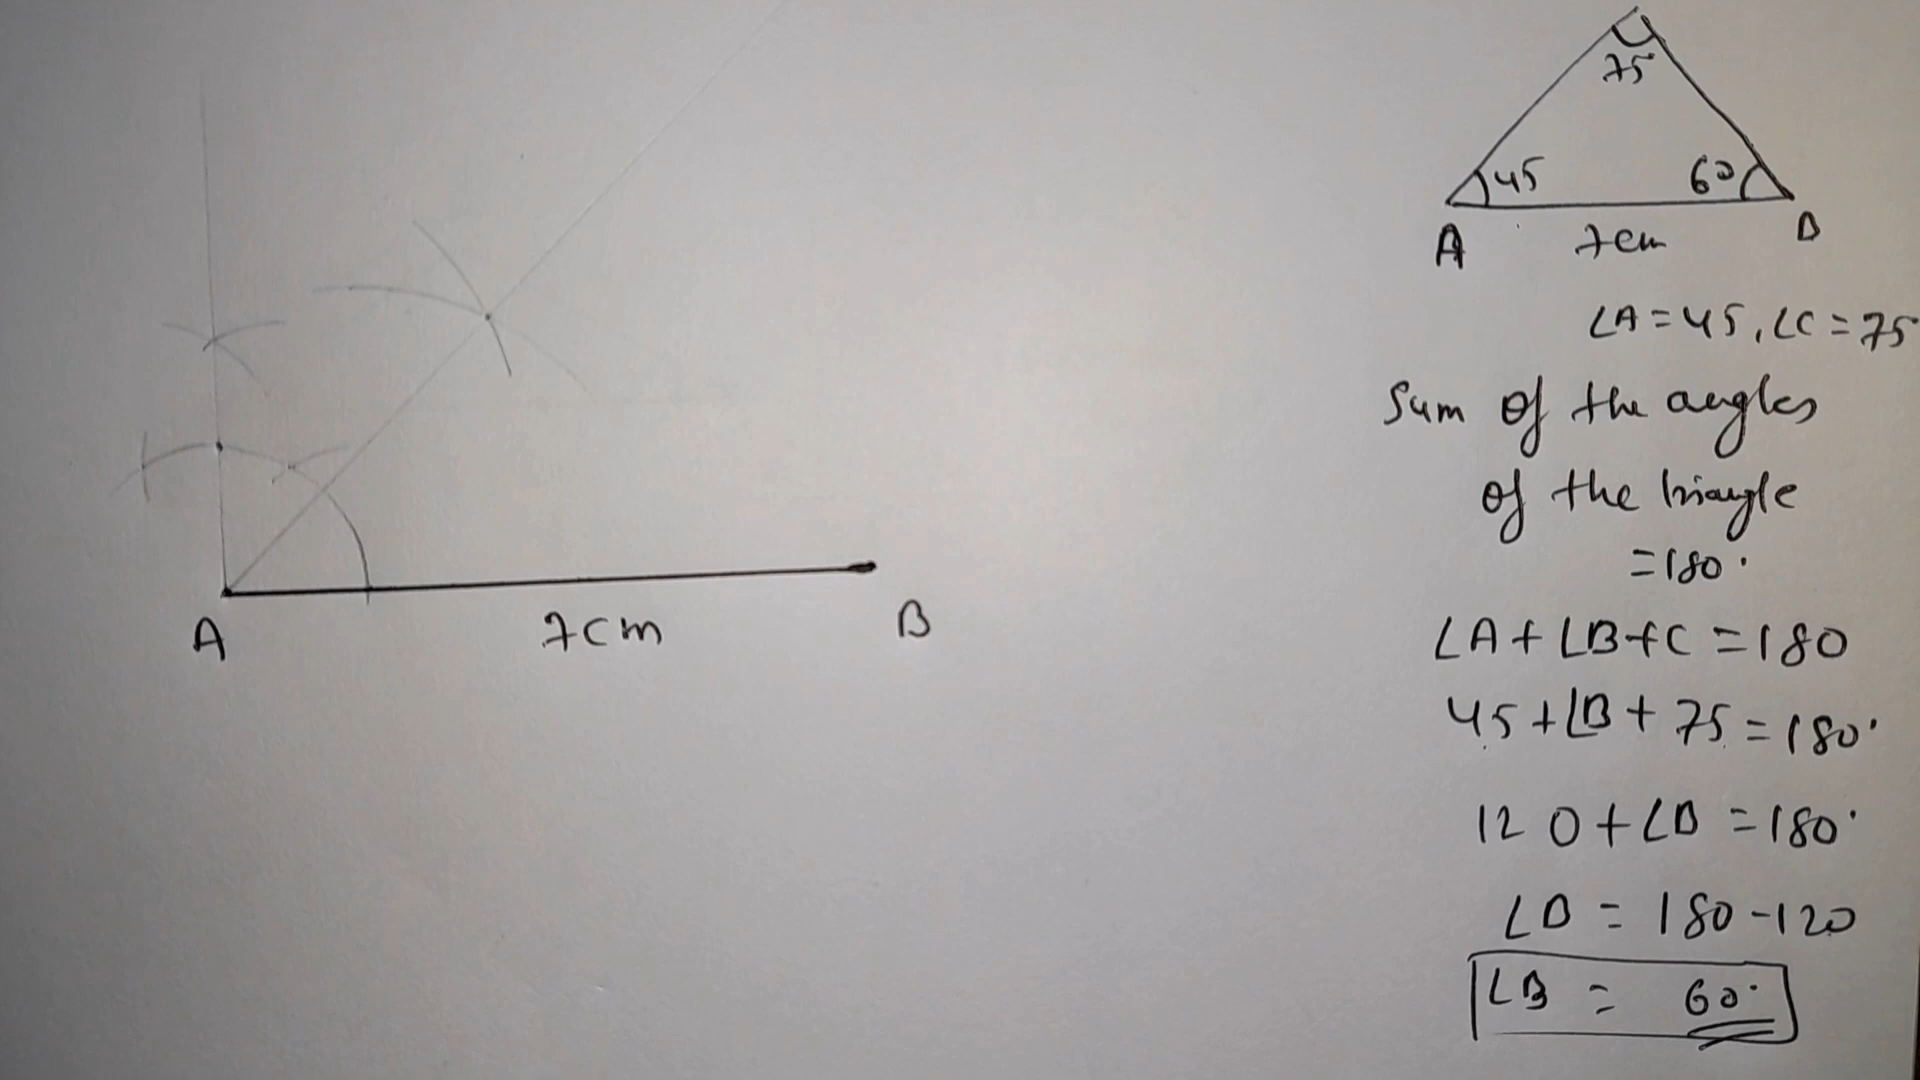 75
45 60
A 7cm B
∠A=45, ∠C=75
Sum of the angles
of the triangle
=180°
∠A+∠B+C=180
45+∠B+75=180°
120+∠B=180°
∠B=180-120
∠B = 60°
A 7cm B